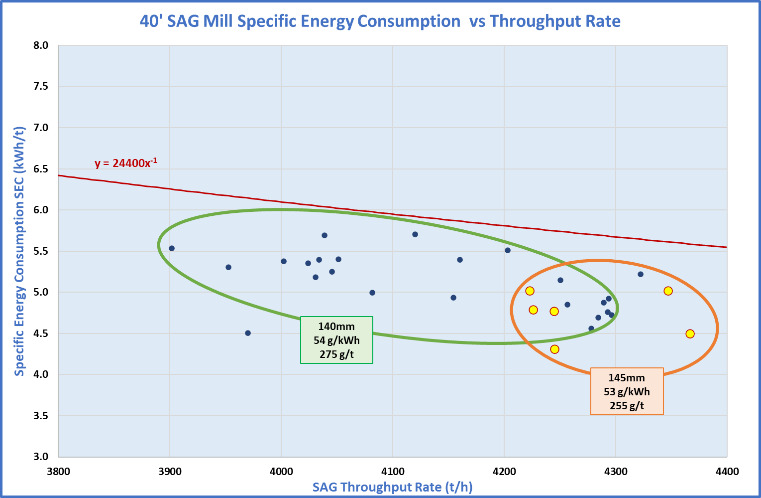 40' SAG Mill Specific Energy Consumption vs Throughput Rate
8.0
7.5
7.0
6.5
6.0
5.5
5.0
4.5
4.0
3.5
3.0
Specific Energy Consumption SEC (kWh/t)
y = 24400x⁻¹
140mm
54 g/kWh
275 g/t
145mm
53 g/kWh
255 g/t
3800 3900 4000 4100 4200 4300 4400
SAG Throughput Rate (t/h)